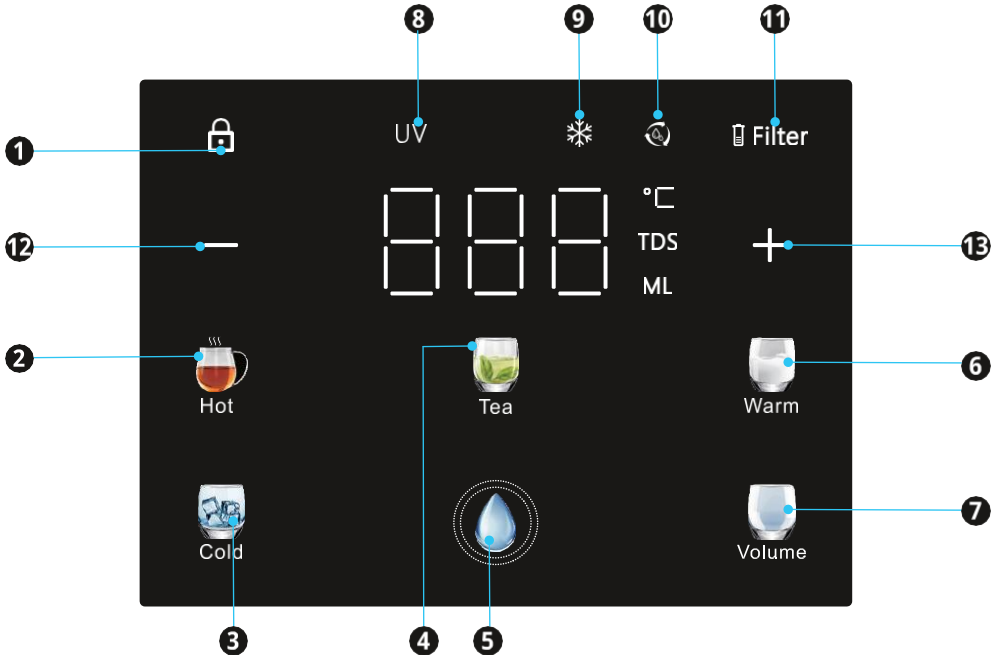 8 9 10 11
UV Filter
1
888 °C
12 TDS 13
ML
2 4 6
Hot Tea Warm
7
Cold Volume
3 4 5